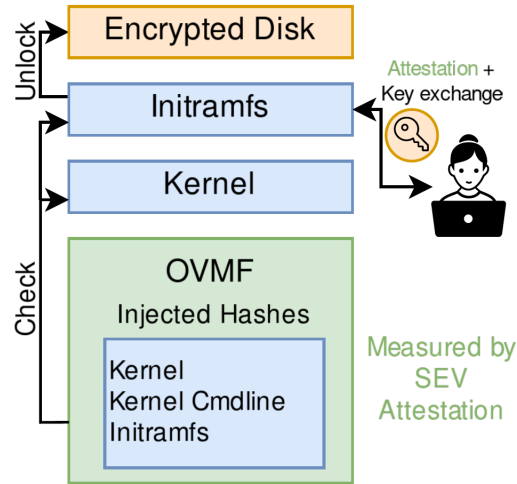 Encrypted Disk
Unlock
Attestation +
Key exchange
Initramfs
Kernel
OVMF
Injected Hashes
Check
Kernel
Kernel Cmdline
Initramfs
Measured by
SEV
Attestation